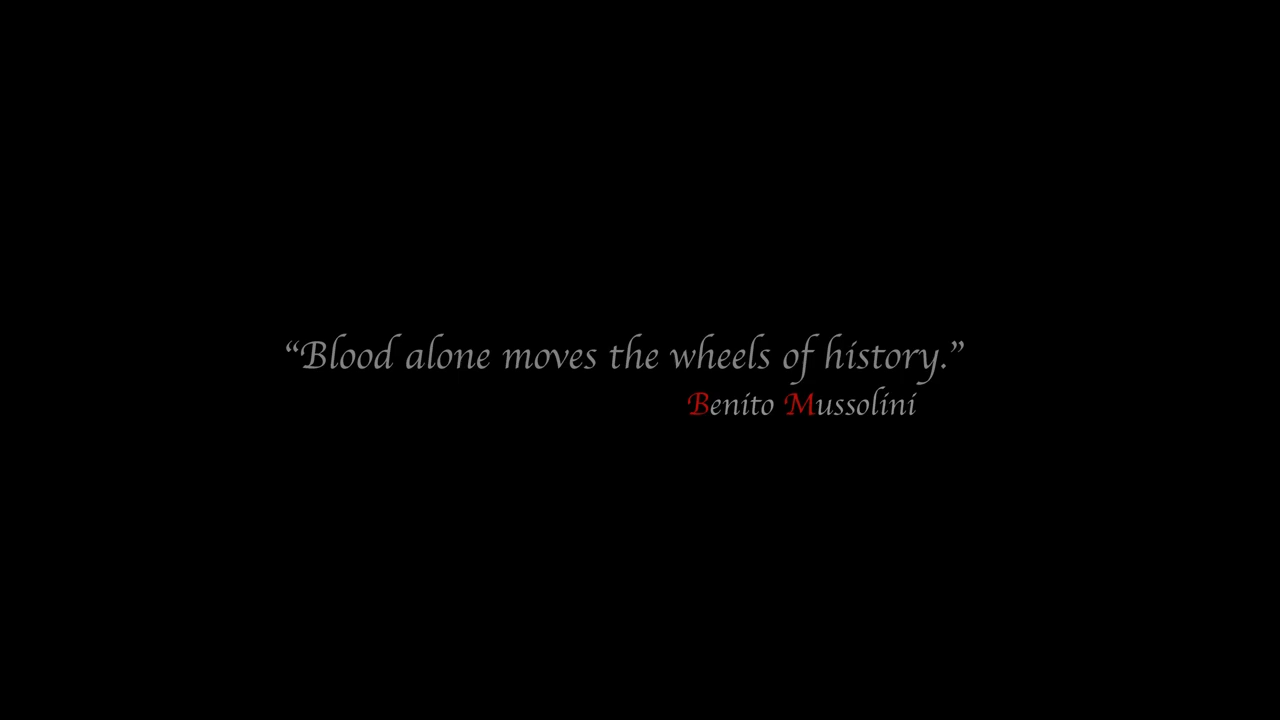 “Blood alone moves the wheels of history.”
Benito Mussolini